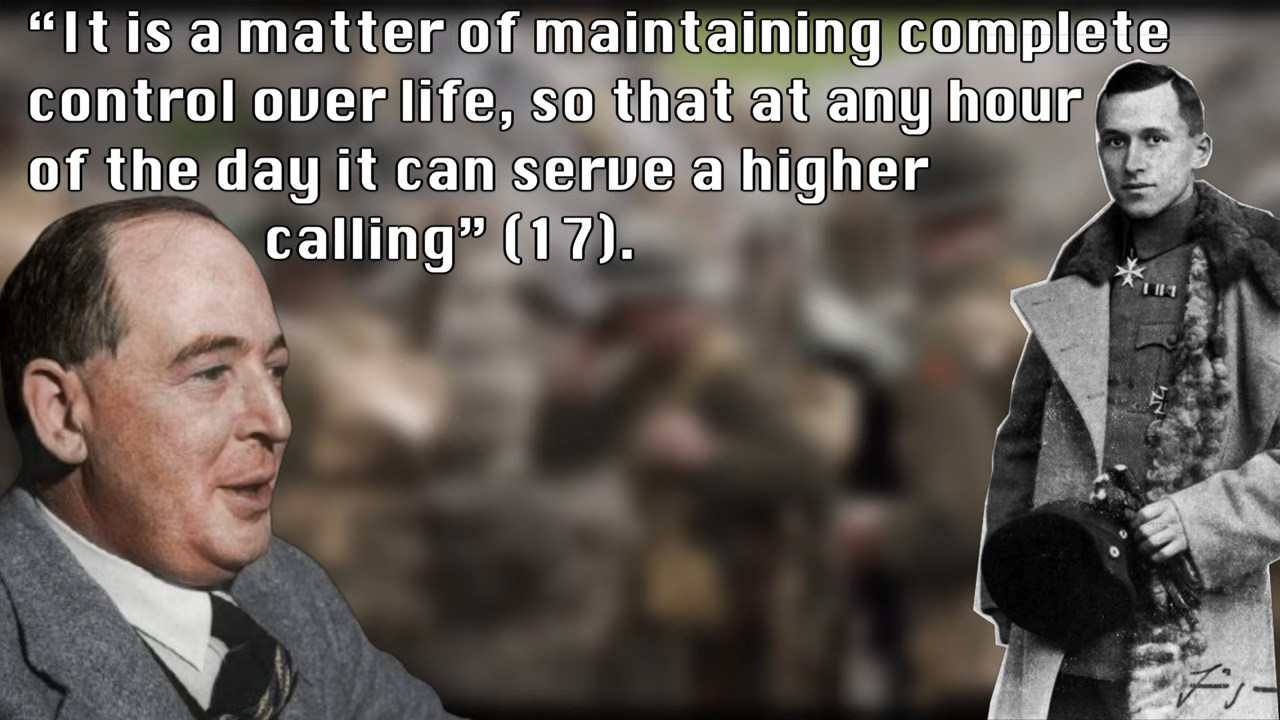 “It is a matter of maintaining complete
control over life, so that at any hour
of the day it can serve a higher
calling” (17).